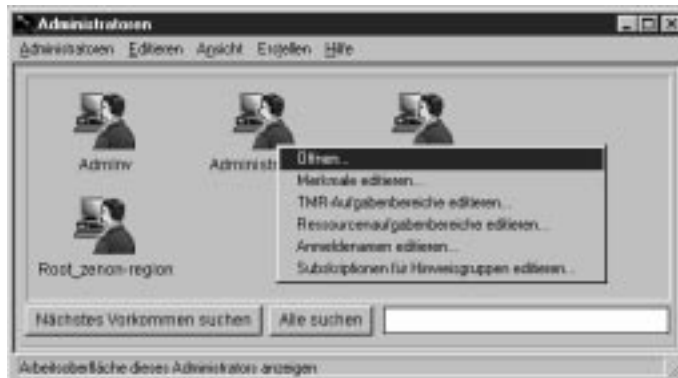 Administratoren
Administratoren Editieren Ansicht Erstellen Hilfe
Adminv
Administr
Root_zenon-region
Öffnen...
Merkmale editieren...
TMR-Aufgabenbereiche editieren...
Ressourcenaufgabenbereiche editieren...
Anmeldenamen editieren...
Subskriptionen für Hinweisgruppen editieren...
Nächstes Vorkommen suchen Alle suchen
Arbeitsoberfläche dieses Administrators anzeigen